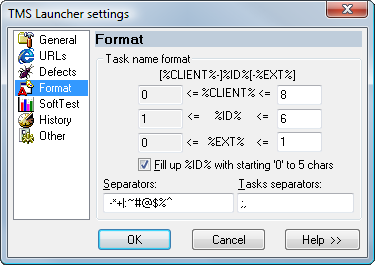 TMS Launcher settings
General
URLs
Defects
Format
SoftTest
History
Other
Format
Task name format
[%CLIENT%-]%ID%[-%EXT%]
0 <= %CLIENT% <= 8
1 <= %ID% <= 6
0 <= %EXT% <= 1
Fill up %ID% with starting '0' to 5 chars
Separators: Tasks separators:
-*+|:~#@$%^ ;,
OK Cancel Help >>